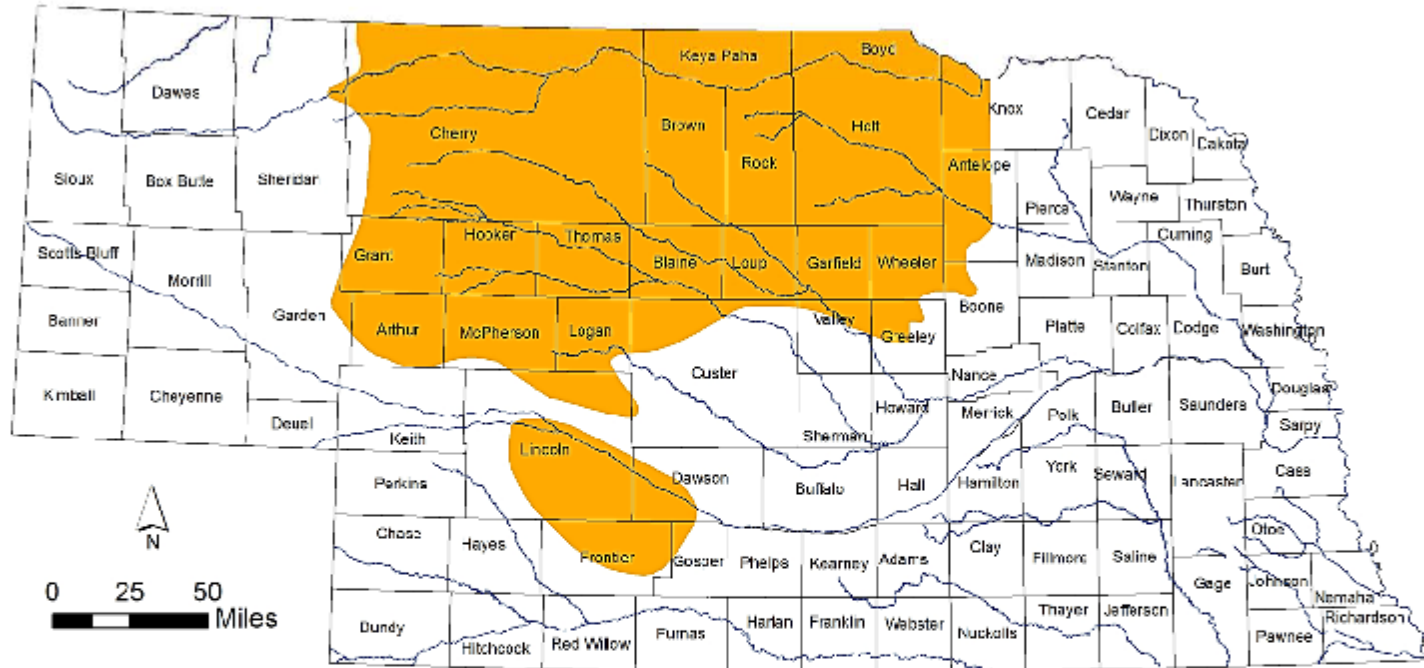 Keya Paha
Boyd
Dawes
Knox
Cedar
Dixon
Dakota
Cherry
Brown
Holt
Rock
Antelope
Sioux
Box Butte
Sheridan
Wayne
Thurston
Pierce
Cuming
Scotts Bluff
Grant
Hooker
Thomas
Blaine
Loup
Garfield
Wheeler
Madison
Stanton
Burt
Morrill
Banner
Garden
Arthur
McPherson
Logan
Valley
Greeley
Boone
Platte
Colfax
Dodge
Washington
Custer
Nance
Kimball
Cheyenne
Deuel
Keith
Howard
Sherman
Merrick
Polk
Butler
Saunders
Douglas
Sarpy
Lincoln
Perkins
Dawson
Buffalo
Hall
Hamilton
York
Seward
Lancaster
Cass
Otoe
N
Chase
Hayes
Frontier
Gosper
Phelps
Kearney
Adams
Clay
Fillmore
Saline
Gage
Johnson
Nemaha
0 25 50
Miles
Dundy
Hitchcock
Red Willow
Furnas
Harlan
Franklin
Webster
Nuckolls
Thayer
Jefferson
Pawnee
Richardson